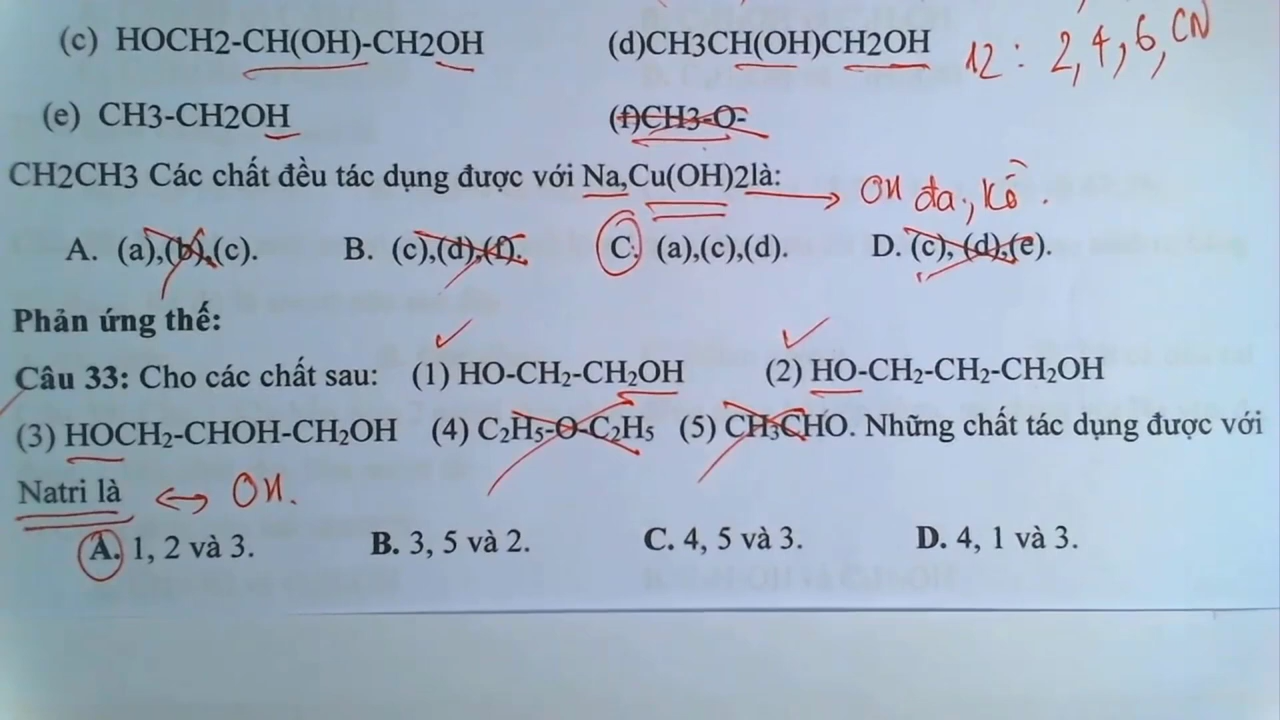 (c) HOCH2-CH(OH)-CH2OH (d)CH3CH(OH)CH2OH 12 : 2, 4, 6, CN
(e) CH3-CH2OH (f)CH3-O-
CH2CH3 Các chất đều tác dụng được với Na,Cu(OH)2là: OH đa, kề.
A. (a),(b),(c). B. (c),(d),(f). C. (a),(c),(d). D. (c), (d),(e).
Phản ứng thế:
Câu 33: Cho các chất sau: (1) HO-CH₂-CH₂OH (2) HO-CH₂-CH₂-CH₂OH
(3) HOCH₂-CHOH-CH₂OH (4) C₂H₅-O-C₂H₅ (5) CH₃CHO. Những chất tác dụng được với
Natri là ↔ OH.
A. 1, 2 và 3. B. 3, 5 và 2. C. 4, 5 và 3. D. 4, 1 và 3.